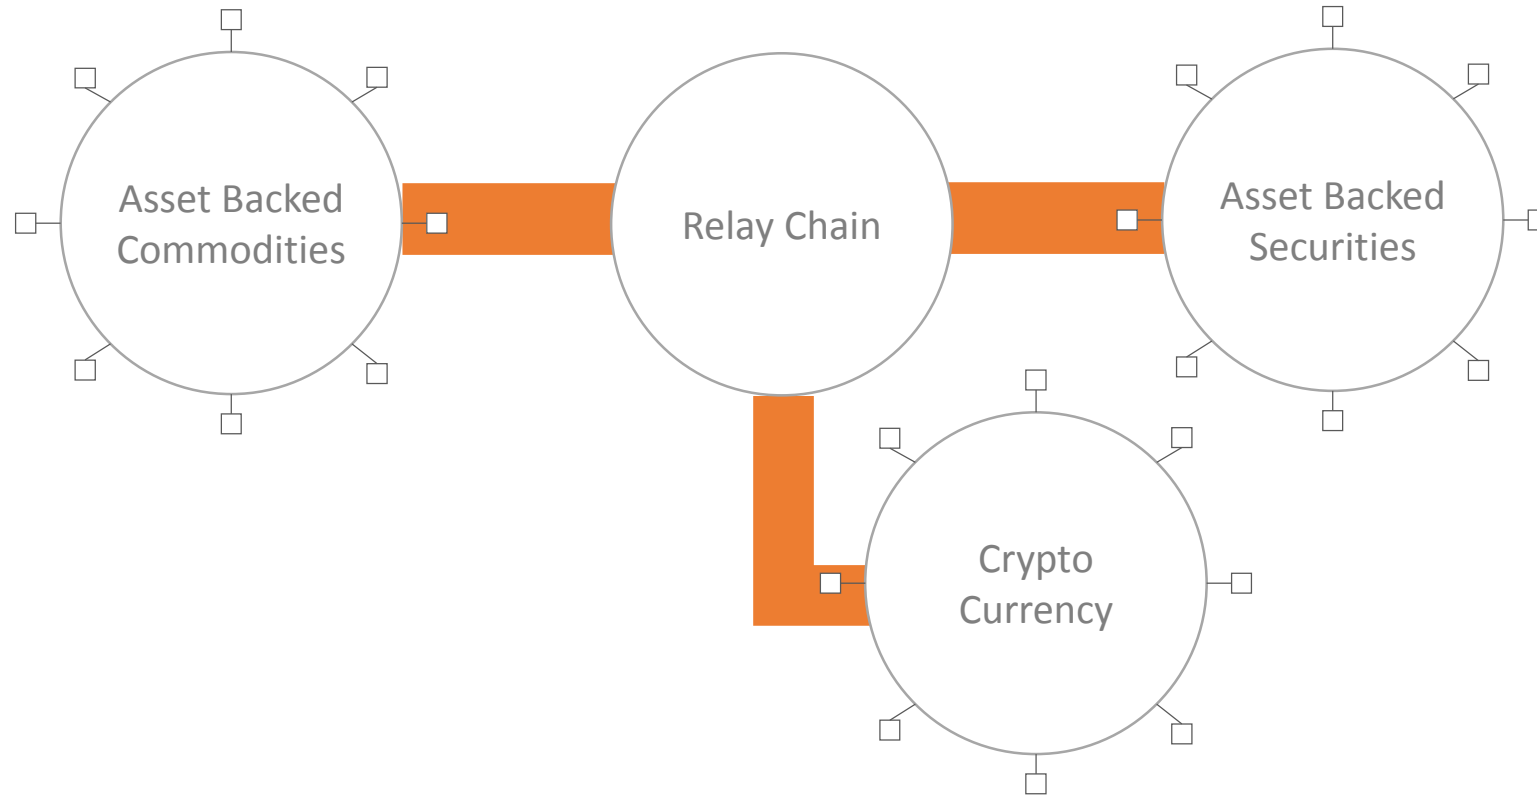 Asset Backed
Commodities
Relay Chain
Asset Backed
Securities
Crypto
Currency